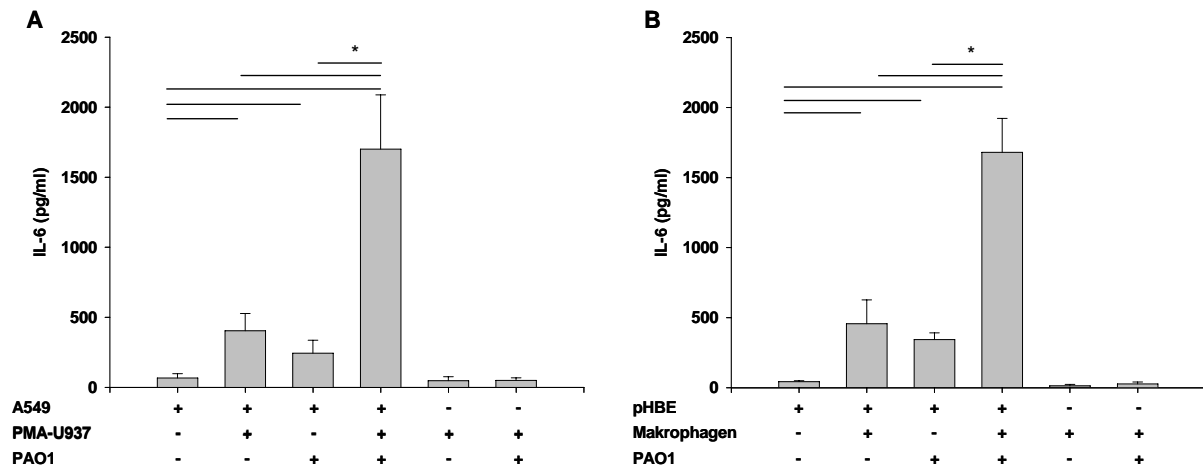 A
2500
2000
1500
1000
500
0
IL-6 (pg/ml)
*
A549 + + + + - -
PMA-U937 - + - + + +
PAO1 - - + + - +
B
2500
2000
1500
1000
500
0
IL-6 (pg/ml)
*
pHBE + + + + - -
Makrophagen - + - + + +
PAO1 - - + + - +